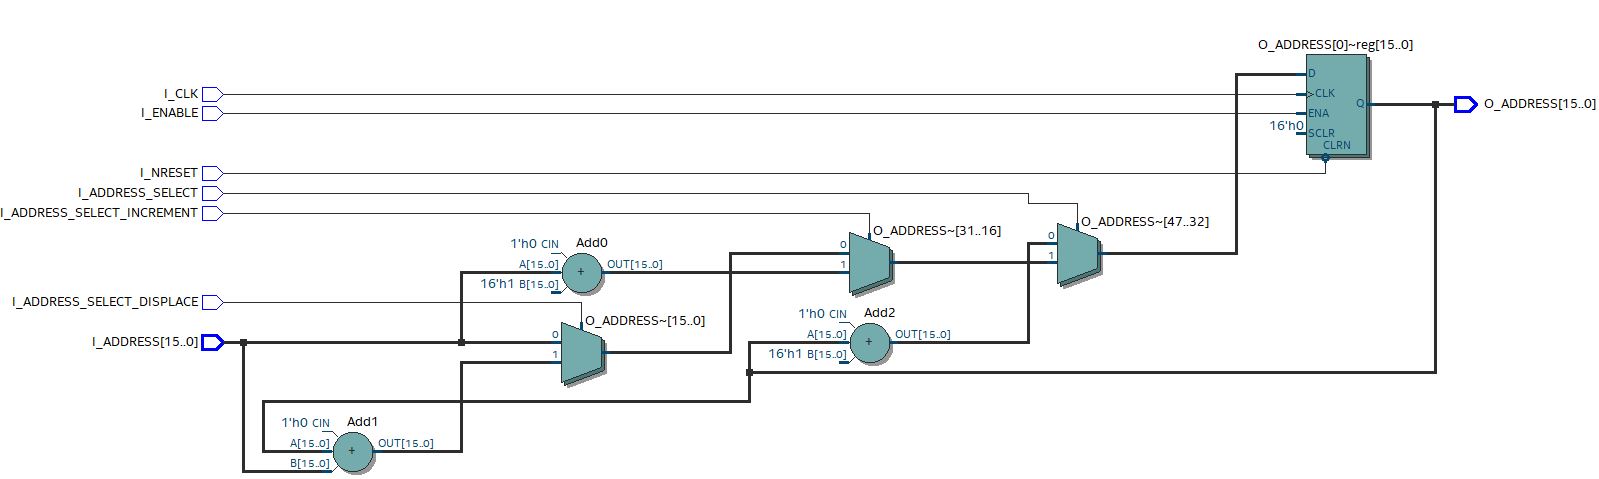 O_ADDRESS[0]~reg[15..0]
D
I_CLK
CLK
Q
O_ADDRESS[15..0]
I_ENABLE
ENA
16'h0
SCLR
CLRN
I_NRESET
I_ADDRESS_SELECT
I_ADDRESS_SELECT_INCREMENT
O_ADDRESS~[47..32]
O_ADDRESS~[31..16]
0
1
0
1
1'h0 CIN
Add0
A[15..0]
+
OUT[15..0]
16'h1 B[15..0]
I_ADDRESS_SELECT_DISPLACE
O_ADDRESS~[15..0]
0
1
1'h0 CIN
Add2
A[15..0]
+
OUT[15..0]
16'h1 B[15..0]
I_ADDRESS[15..0]
1'h0 CIN
Add1
A[15..0]
+
OUT[15..0]
B[15..0]